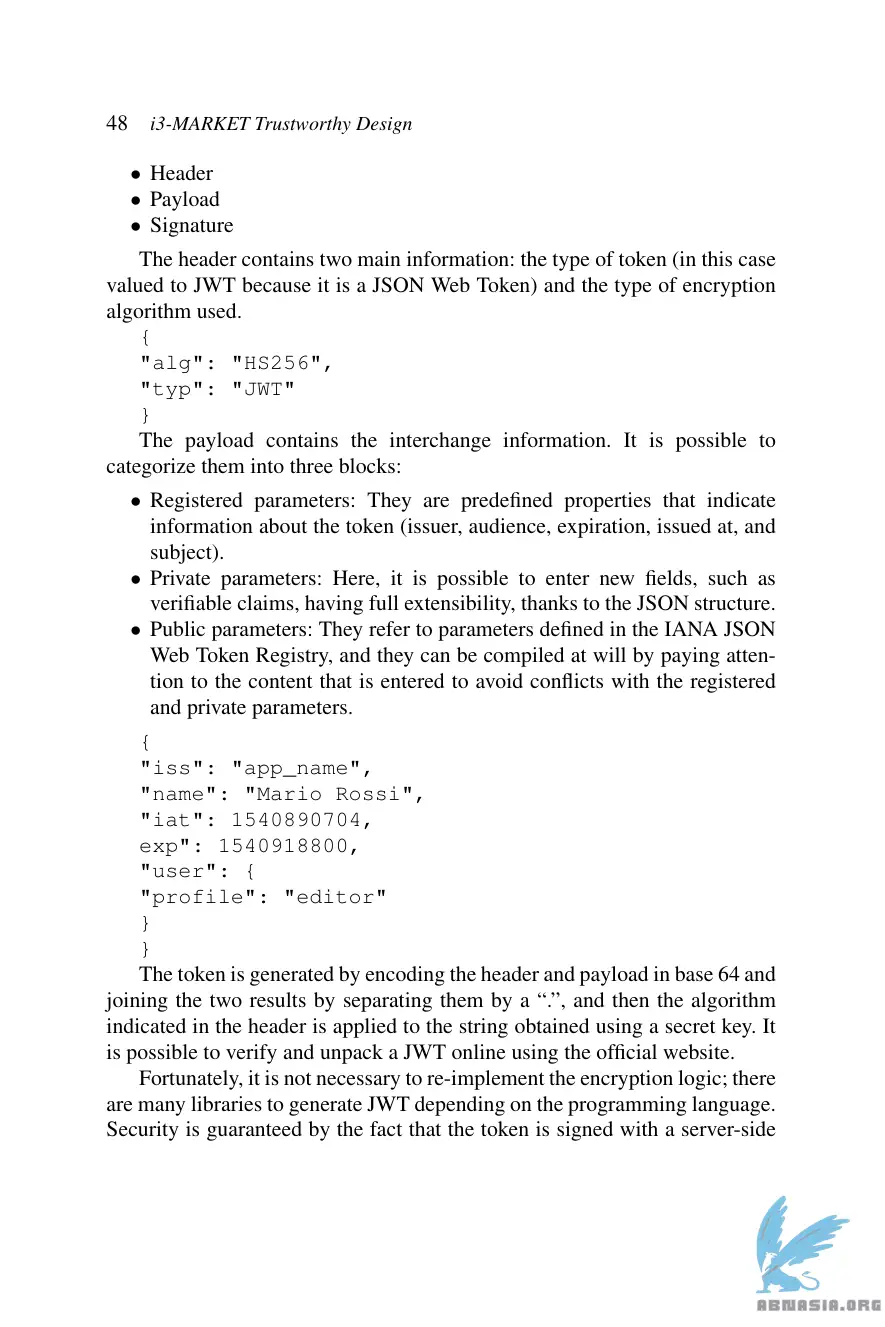 48 i3-MARKET Trustworthy Design
• Header
• Payload
• Signature
The header contains two main information: the type of token (in this case
valued to JWT because it is a JSON Web Token) and the type of encryption
algorithm used.
{
"alg": "HS256",
"typ": "JWT"
}
The payload contains the interchange information. It is possible to
categorize them into three blocks:
• Registered parameters: They are predefined properties that indicate
information about the token (issuer, audience, expiration, issued at, and
subject).
• Private parameters: Here, it is possible to enter new fields, such as
verifiable claims, having full extensibility, thanks to the JSON structure.
• Public parameters: They refer to parameters defined in the IANA JSON
Web Token Registry, and they can be compiled at will by paying atten-
tion to the content that is entered to avoid conflicts with the registered
and private parameters.
{
"iss": "app_name",
"name": "Mario Rossi",
"iat": 1540890704,
exp": 1540918800,
"user": {
"profile": "editor"
}
}
The token is generated by encoding the header and payload in base 64 and
joining the two results by separating them by a “.”, and then the algorithm
indicated in the header is applied to the string obtained using a secret key. It
is possible to verify and unpack a JWT online using the official website.
Fortunately, it is not necessary to re-implement the encryption logic; there
are many libraries to generate JWT depending on the programming language.
Security is guaranteed by the fact that the token is signed with a server-side
ABNASIA.ORG